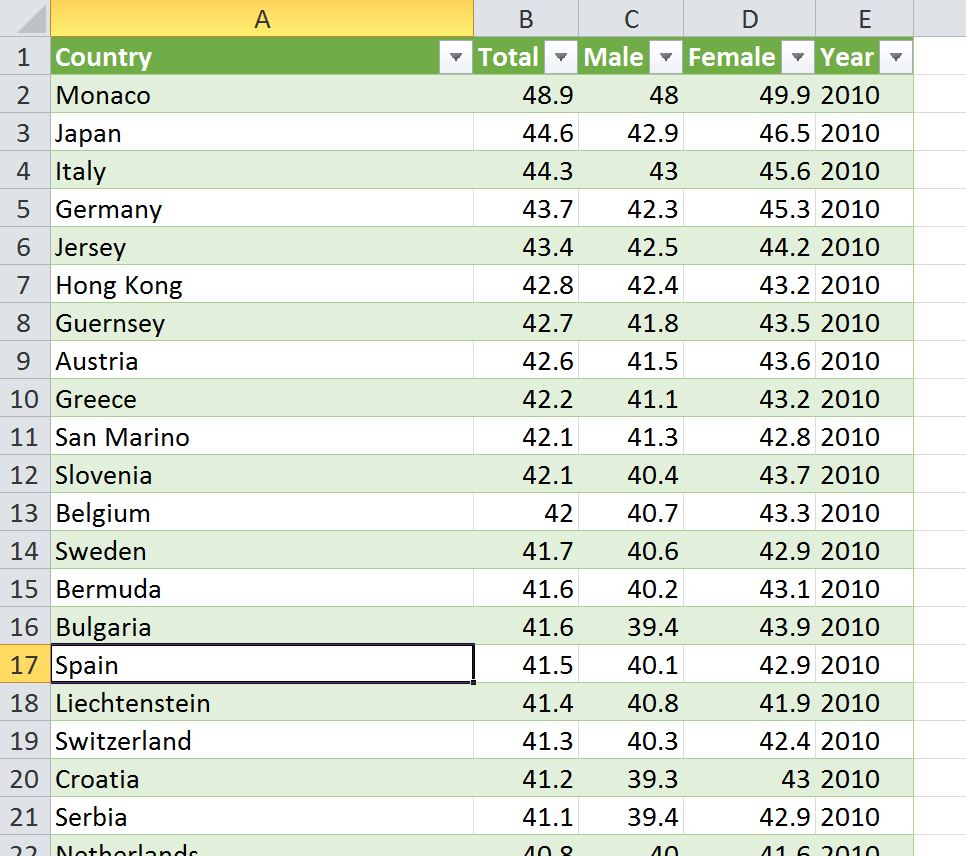 A B C D E
1 Country Total Male Female Year
2 Monaco 48.9 48 49.9 2010
3 Japan 44.6 42.9 46.5 2010
4 Italy 44.3 43 45.6 2010
5 Germany 43.7 42.3 45.3 2010
6 Jersey 43.4 42.5 44.2 2010
7 Hong Kong 42.8 42.4 43.2 2010
8 Guernsey 42.7 41.8 43.5 2010
9 Austria 42.6 41.5 43.6 2010
10 Greece 42.2 41.1 43.2 2010
11 San Marino 42.1 41.3 42.8 2010
12 Slovenia 42.1 40.4 43.7 2010
13 Belgium 42 40.7 43.3 2010
14 Sweden 41.7 40.6 42.9 2010
15 Bermuda 41.6 40.2 43.1 2010
16 Bulgaria 41.6 39.4 43.9 2010
17 Spain 41.5 40.1 42.9 2010
18 Liechtenstein 41.4 40.8 41.9 2010
19 Switzerland 41.3 40.3 42.4 2010
20 Croatia 41.2 39.3 43 2010
21 Serbia 41.1 39.4 42.9 2010
22 Netherlands 40.8 40 41.6 2010